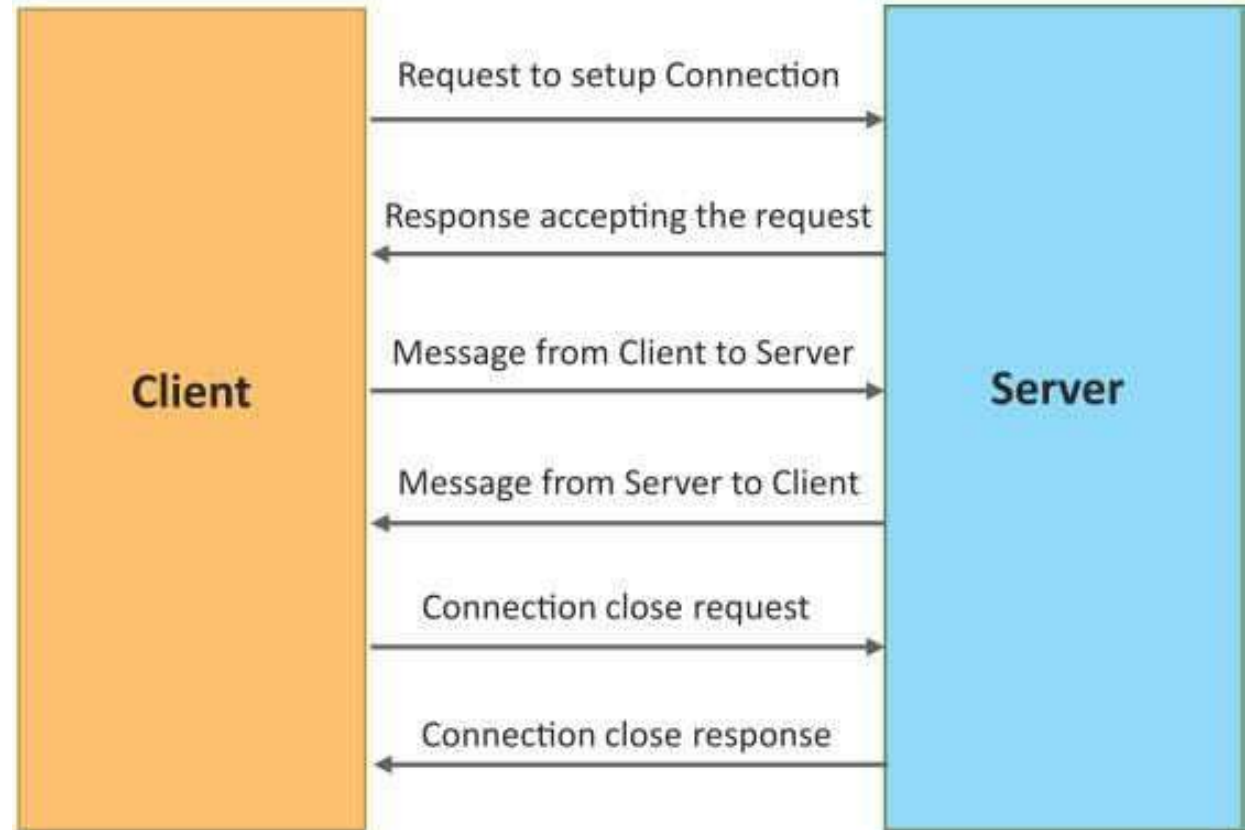 Request to setup Connection
Response accepting the request
Message from Client to Server
Client
Server
Message from Server to Client
Connection close request
Connection close response